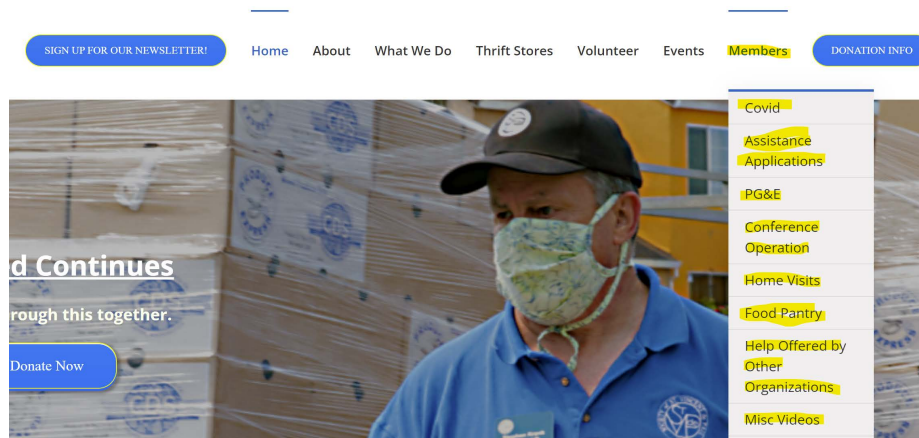 SIGN UP FOR OUR NEWSLETTER!
Home
About
What We Do
Thrift Stores
Volunteer
Events
Members
DONATION INFO
Covid
Assistance
Applications
PG&E
Conference
Operation
Home Visits
Food Pantry
Help Offered by
Other
Organizations
Misc Videos
d Continues
rough this together.
Donate Now